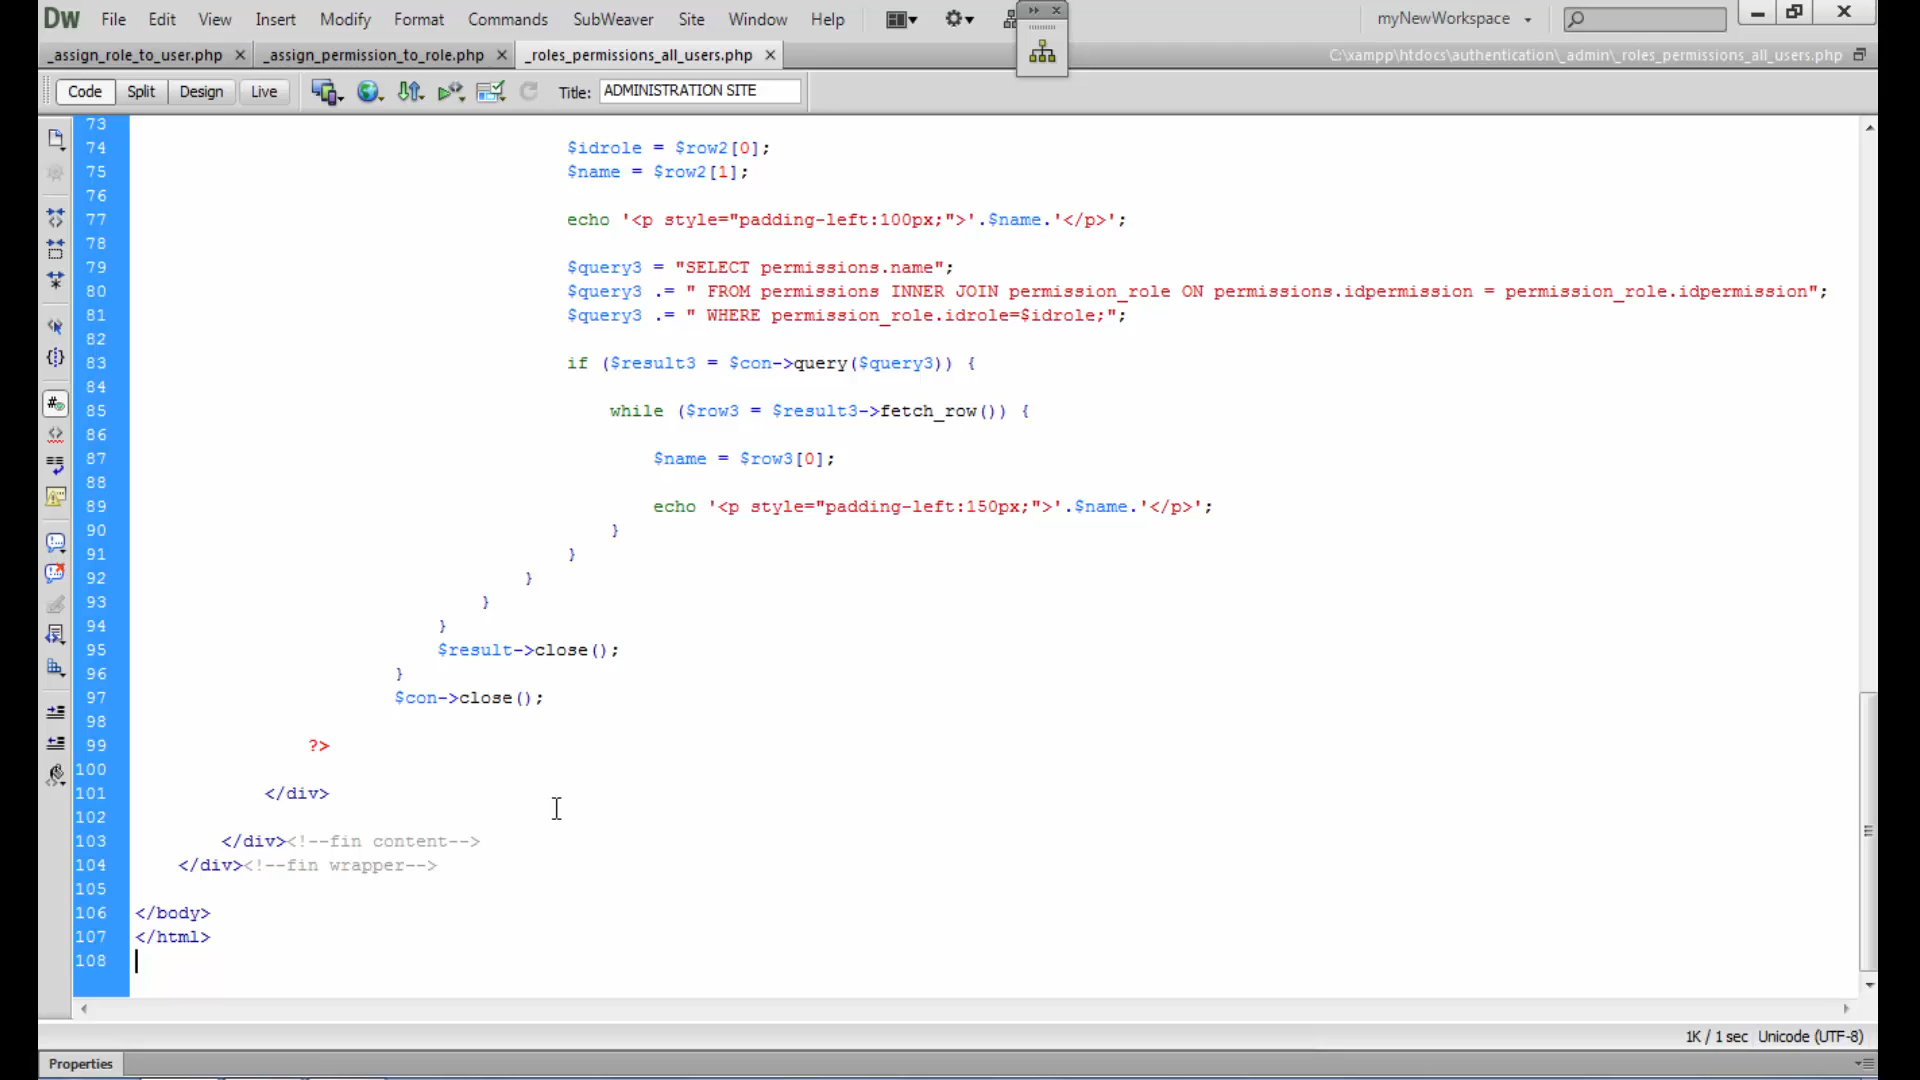 Dw File Edit View Insert Modify Format Commands SubWeaver Site Window Help myNewWorkspace
_assign_role_to_user.php _assign_permission_to_role.php _roles_permissions_all_users.php C:\xampp\htdocs\authentication\_admin\_roles_permissions_all_users.php
Code Split Design Live Title: ADMINISTRATION SITE
73
74 $idrole = $row2[0];
75 $name = $row2[1];
76
77 echo '<p style="padding-left:100px;">'.$name.'</p>';
78
79 $query3 = "SELECT permissions.name";
80 $query3 .= " FROM permissions INNER JOIN permission_role ON permissions.idpermission = permission_role.idpermission";
81 $query3 .= " WHERE permission_role.idrole=$idrole;";
82
83 if ($result3 = $con->query($query3)) {
84
85 while ($row3 = $result3->fetch_row()) {
86
87 $name = $row3[0];
88
89 echo '<p style="padding-left:150px;">'.$name.'</p>';
90 }
91 }
92 }
93 }
94 }
95 $result->close();
96 }
97 $con->close();
98
99 ?>
100
101 </div>
102
103 </div><!--fin content-->
104 </div><!--fin wrapper-->
105
106 </body>
107 </html>
108
1K / 1 sec Unicode (UTF-8)
Properties